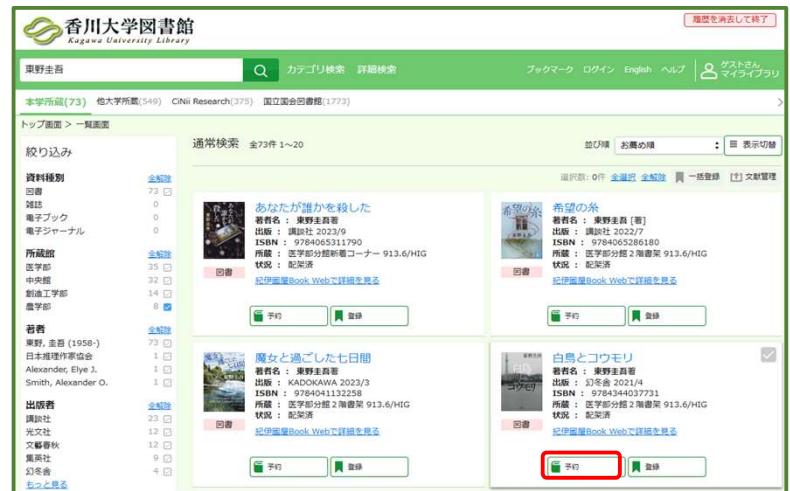 香川大学図書館
Kagawa University Library
履歴を消去して終了
東野圭吾
カテゴリ検索 詳細検索
ブックマーク ログイン English ヘルプ
ゲストさん
マイライブラリ
本学所蔵(73) 他大学所蔵(549) CiNii Research(375) 国立国会図書館(1773)
トップ画面 > 一覧画面
絞り込み
資料種別 全解除
図書 73
雑誌 0
電子ブック 0
電子ジャーナル 0
所蔵館 全解除
医学部 35
中央館 32
創造工学部 14
農学部 8
著者 全解除
東野, 圭吾 (1958-) 73
日本推理作家協会 1
Alexander, Elye J. 1
Smith, Alexander O. 1
出版者 全解除
講談社 23
光文社 12
文藝春秋 12
集英社 9
幻冬舎 4
もっと見る
通常検索 全73件 1~20
並び順 お薦め順 表示切替
選択数: 0件 全選択 全解除 一括登録 文献管理
あなたが誰かを殺した
著者名 : 東野圭吾著
出版 : 講談社 2023/9
ISBN : 9784065311790
所蔵 : 医学部分館新着コーナー 913.6/HIG
状況 : 配架済
図書
紀伊國屋Book Webで詳細を見る
予約 登録
希望の糸
著者名 : 東野圭吾 [著]
出版 : 講談社 2022/7
ISBN : 9784065286180
所蔵 : 医学部分館2階書架 913.6/HIG
状況 : 配架済
図書
紀伊國屋Book Webで詳細を見る
予約 登録
魔女と過ごした七日間
著者名 : 東野圭吾著
出版 : KADOKAWA 2023/3
ISBN : 9784041132258
所蔵 : 医学部分館2階書架 913.6/HIG
状況 : 配架済
図書
紀伊國屋Book Webで詳細を見る
予約 登録
白鳥とコウモリ
著者名 : 東野圭吾著
出版 : 幻冬舎 2021/4
ISBN : 9784344037731
所蔵 : 医学部分館2階書架 913.6/HIG
状況 : 配架済
図書
紀伊國屋Book Webで詳細を見る
予約 登録